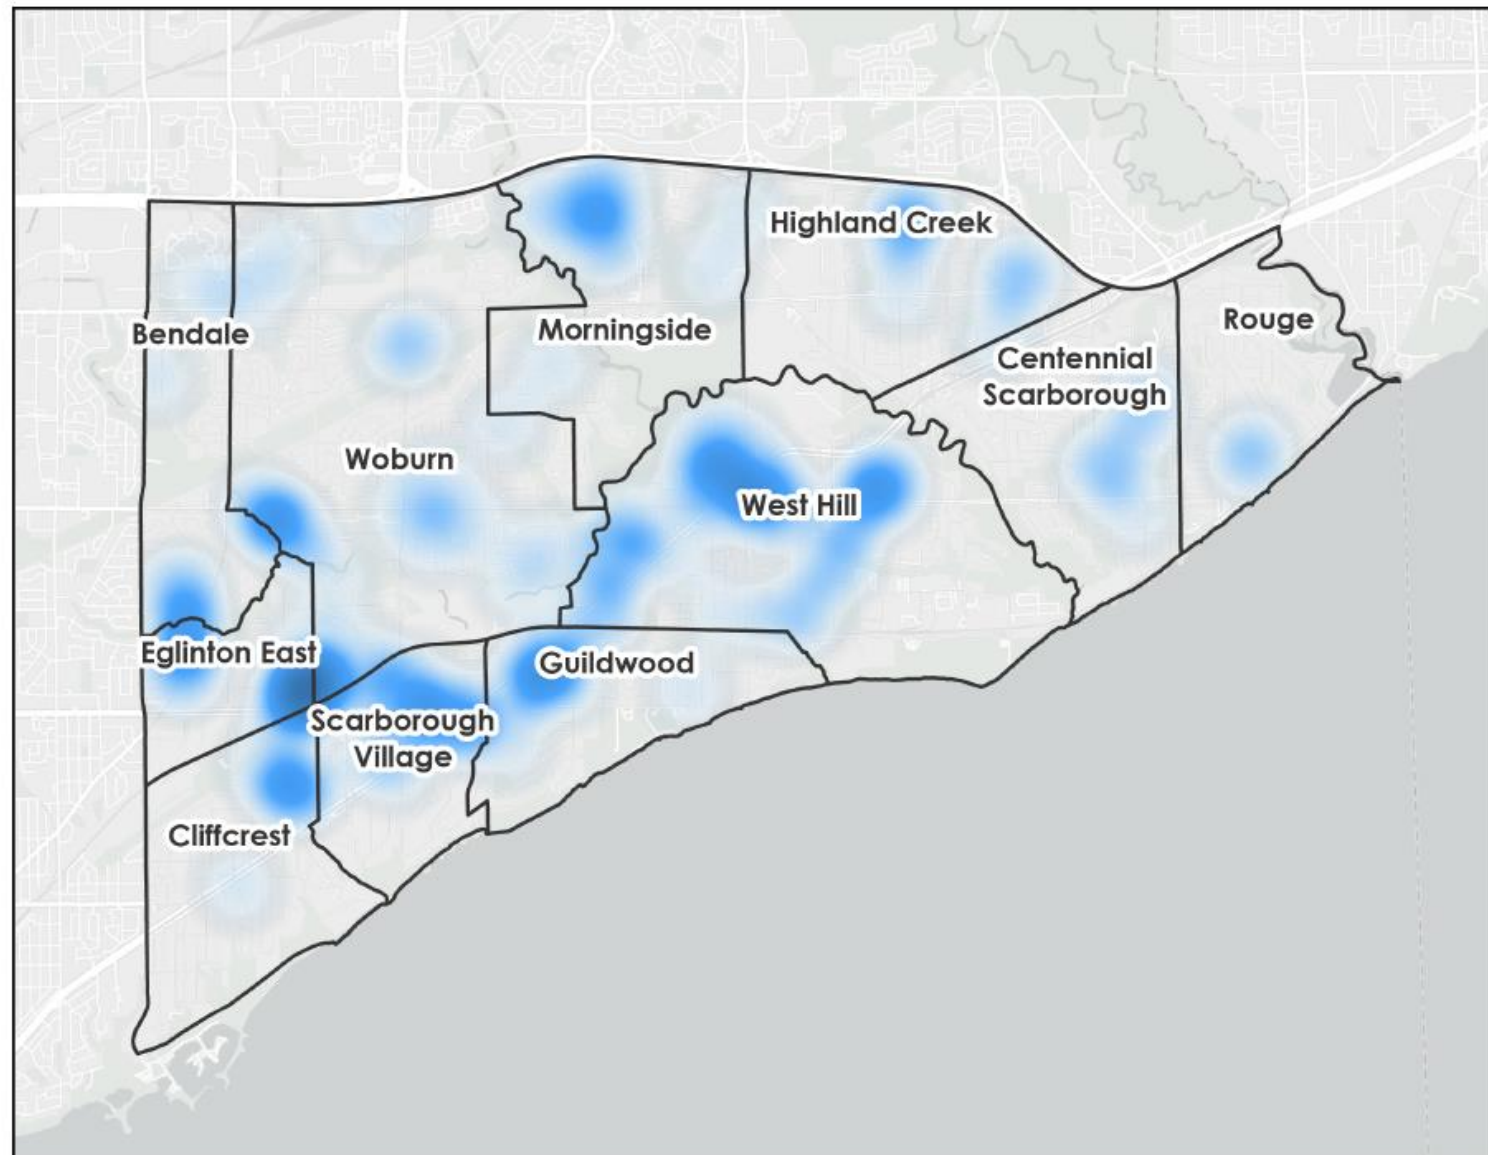 Highland Creek
Rouge
Bendale
Morningside
Centennial
Scarborough
Woburn
West Hill
Eglinton East
Guildwood
Scarborough
Village
Cliffcrest